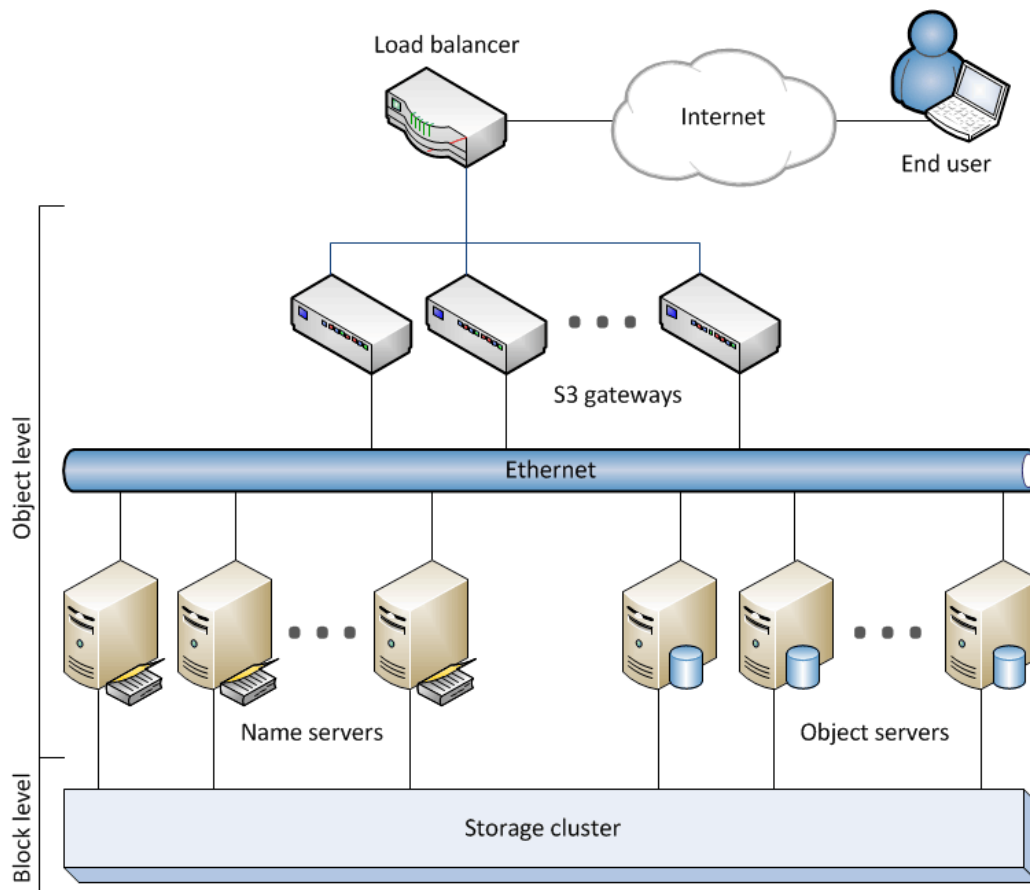 Load balancer
Internet
End user
S3 gateways
Object level
Ethernet
Name servers
Object servers
Block level
Storage cluster